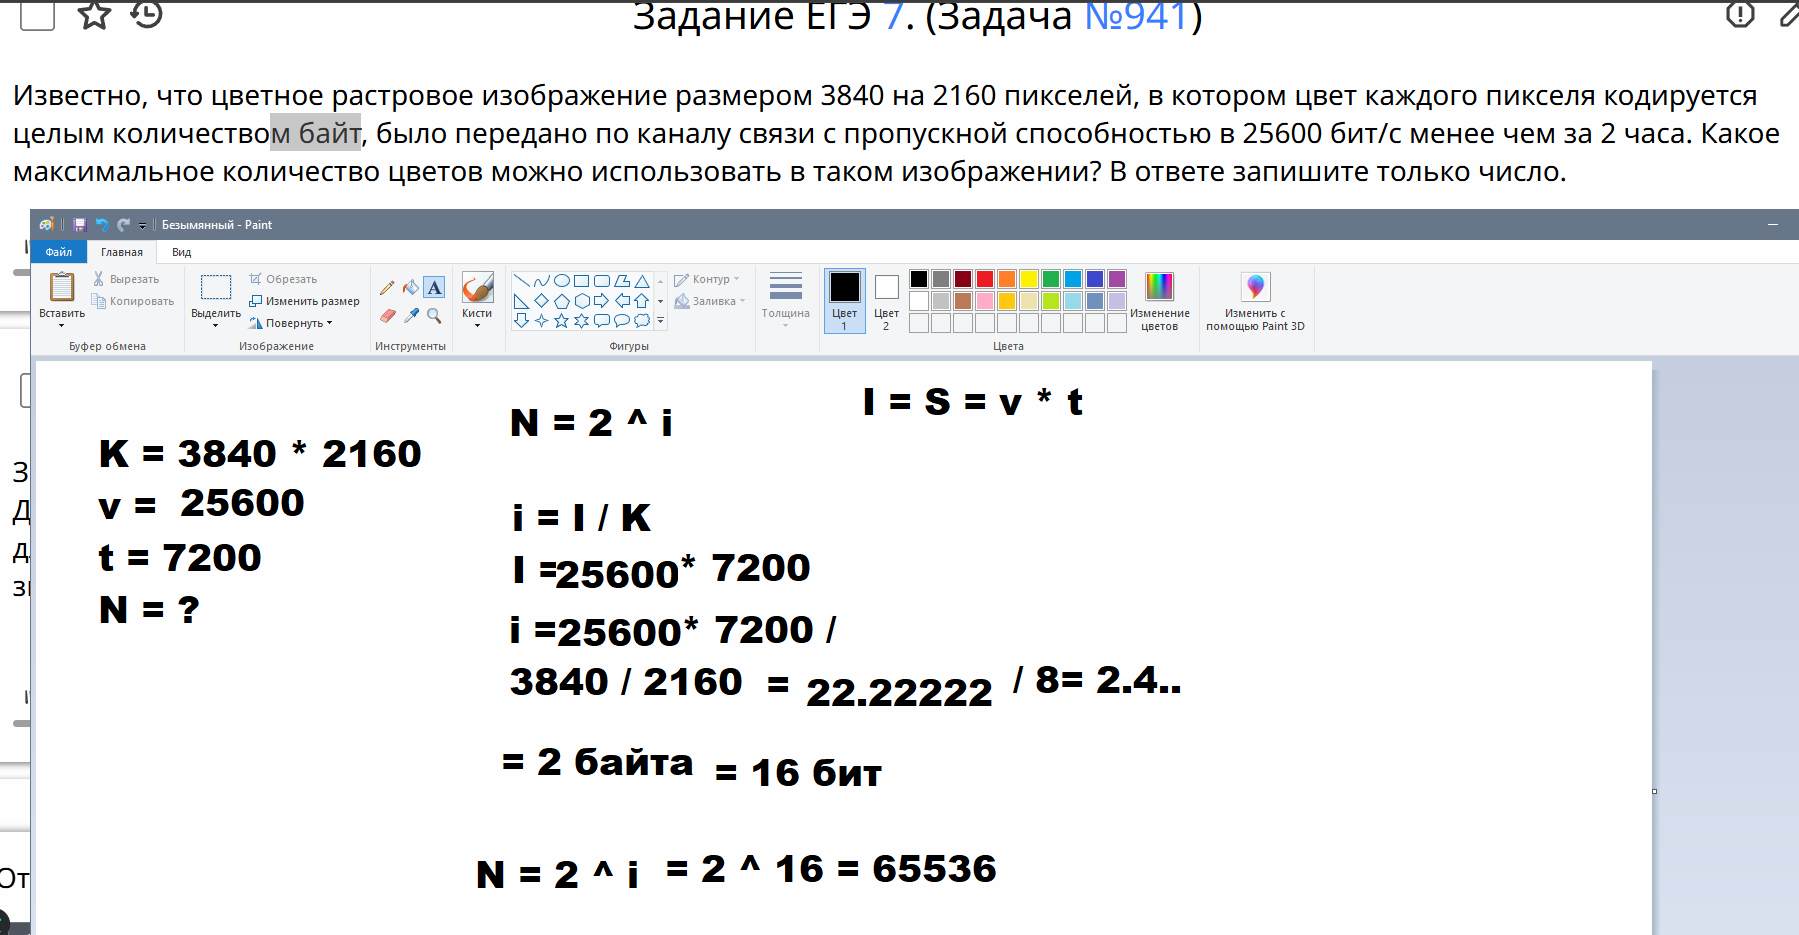 Задание ЕГЭ 7. (Задача №941)
Известно, что цветное растровое изображение размером 3840 на 2160 пикселей, в котором цвет каждого пикселя кодируется
целым количеством байт, было передано по каналу связи с пропускной способностью в 25600 бит/с менее чем за 2 часа. Какое
максимальное количество цветов можно использовать в таком изображении? В ответе запишите только число.
Безымянный - Paint
Файл Главная Вид
Вставить
Вырезать
Копировать
Буфер обмена
Выделить
Обрезать
Изменить размер
Повернуть
Изображение
A
Инструменты
Кисти
Контур
Заливка
Фигуры
Толщина
Цвет 1
Цвет 2
Изменение цветов
Цвета
Изменить с помощью Paint 3D
K = 3840 * 2160
v = 25600
t = 7200
N = ?
N = 2 ^ i
I = S = v * t
i = I / K
I =25600* 7200
i =25600* 7200 /
3840 / 2160 = 22.22222 / 8= 2.4..
= 2 байта = 16 бит
N = 2 ^ i = 2 ^ 16 = 65536
От